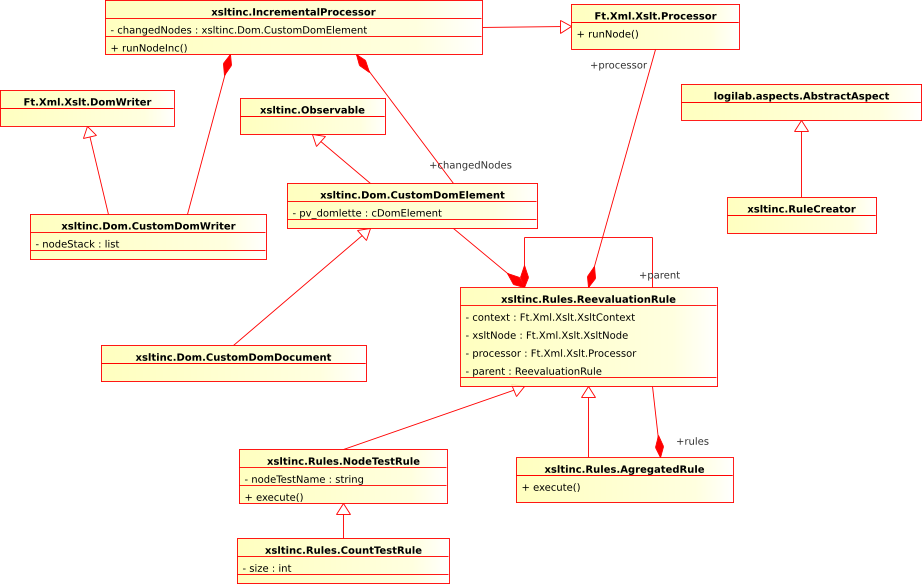 xsltinc.IncrementalProcessor
- changedNodes : xsltinc.Dom.CustomDomElement
+ runNodeInc()
Ft.Xml.Xslt.Processor
+ runNode()
+processor
Ft.Xml.Xslt.DomWriter
xsltinc.Observable
logilab.aspects.AbstractAspect
+changedNodes
xsltinc.Dom.CustomDomElement
- pv_domlette : cDomElement
xsltinc.RuleCreator
xsltinc.Dom.CustomDomWriter
- nodeStack : list
+parent
xsltinc.Rules.ReevaluationRule
- context : Ft.Xml.Xslt.XsltContext
- xsltNode : Ft.Xml.Xslt.XsltNode
- processor : Ft.Xml.Xslt.Processor
- parent : ReevaluationRule
xsltinc.Dom.CustomDomDocument
+rules
xsltinc.Rules.NodeTestRule
- nodeTestName : string
+ execute()
xsltinc.Rules.AgregatedRule
+ execute()
xsltinc.Rules.CountTestRule
- size : int